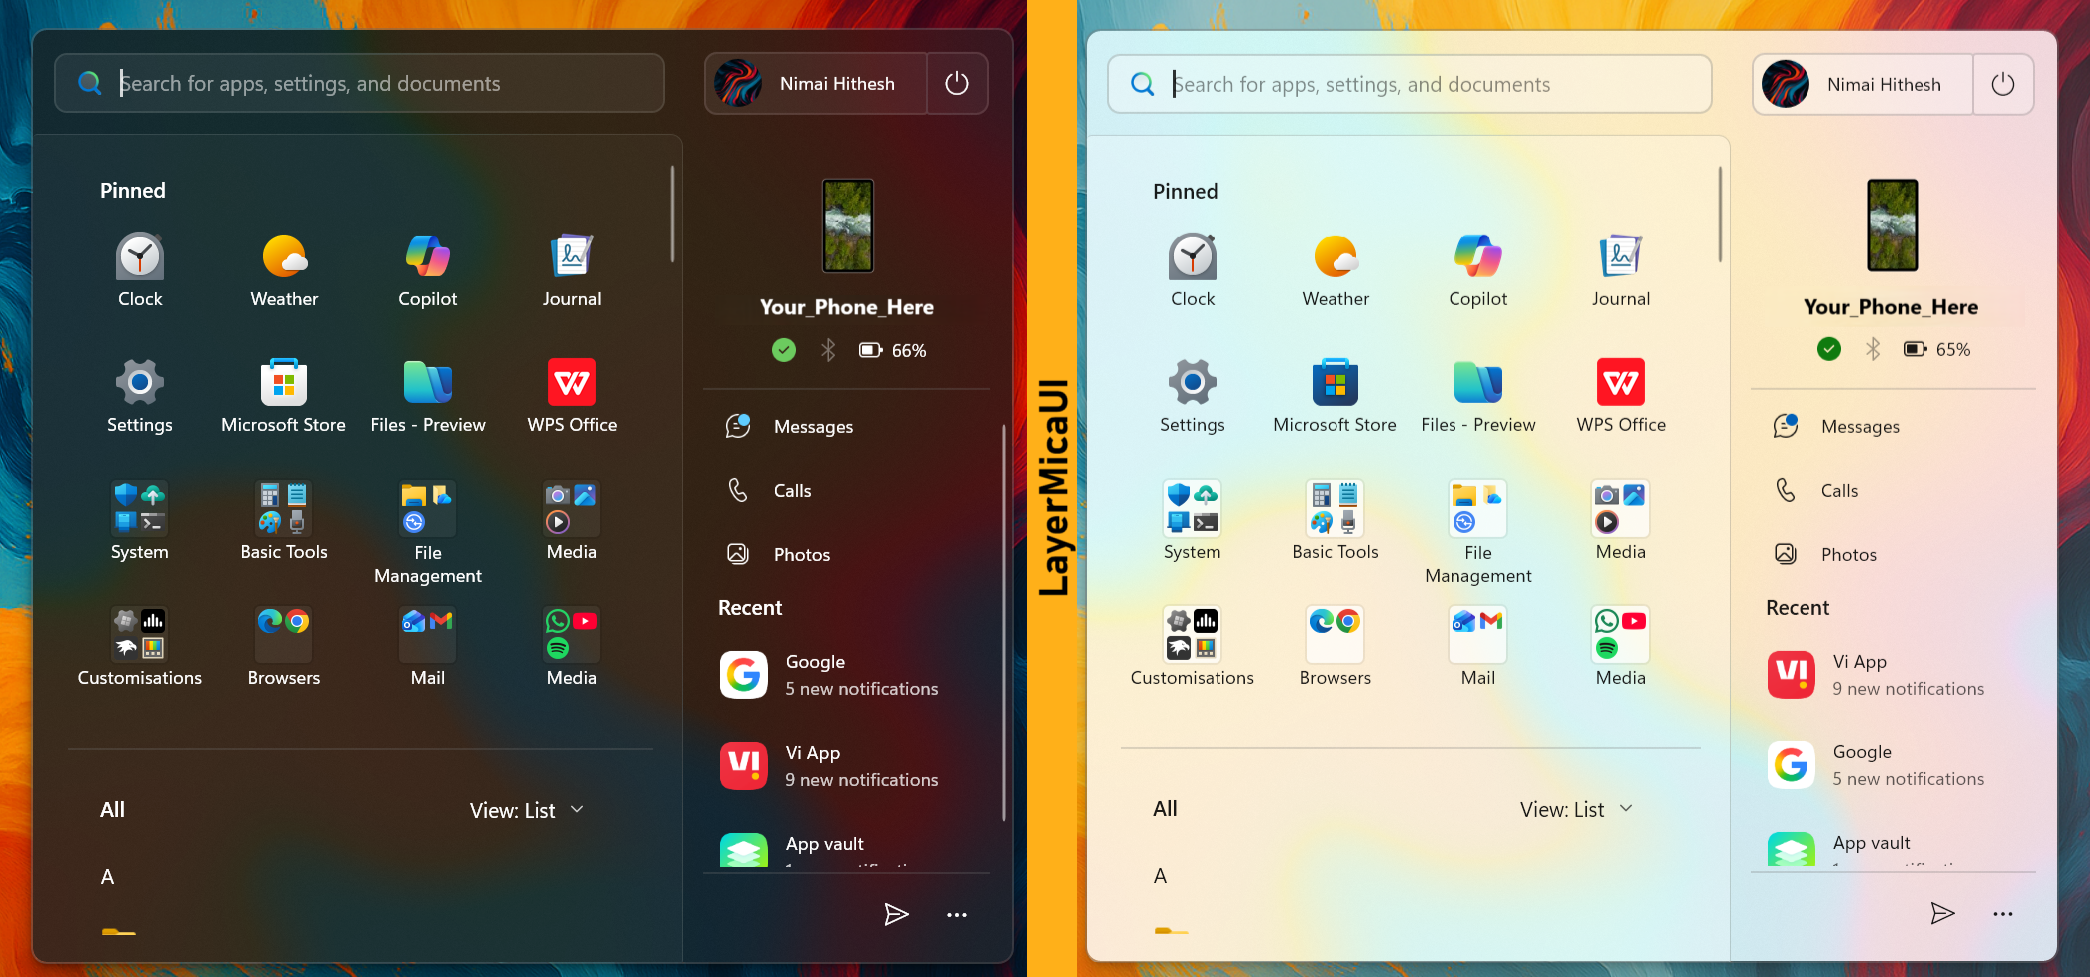 Search for apps, settings, and documents
Nimai Hithesh
Pinned
Clock
Weather
Copilot
Journal
Settings
Microsoft Store
Files - Preview
WPS Office
System
Basic Tools
File
Management
Media
Customisations
Browsers
Mail
Media
All
View: List
A
Your_Phone_Here
66%
Messages
Calls
Photos
Recent
Google
5 new notifications
Vi App
9 new notifications
App vault
LayerMicaUI
Search for apps, settings, and documents
Nimai Hithesh
Pinned
Clock
Weather
Copilot
Journal
Settings
Microsoft Store
Files - Preview
WPS Office
System
Basic Tools
File
Management
Media
Customisations
Browsers
Mail
Media
All
View: List
A
Your_Phone_Here
65%
Messages
Calls
Photos
Recent
Vi App
9 new notifications
Google
5 new notifications
App vault